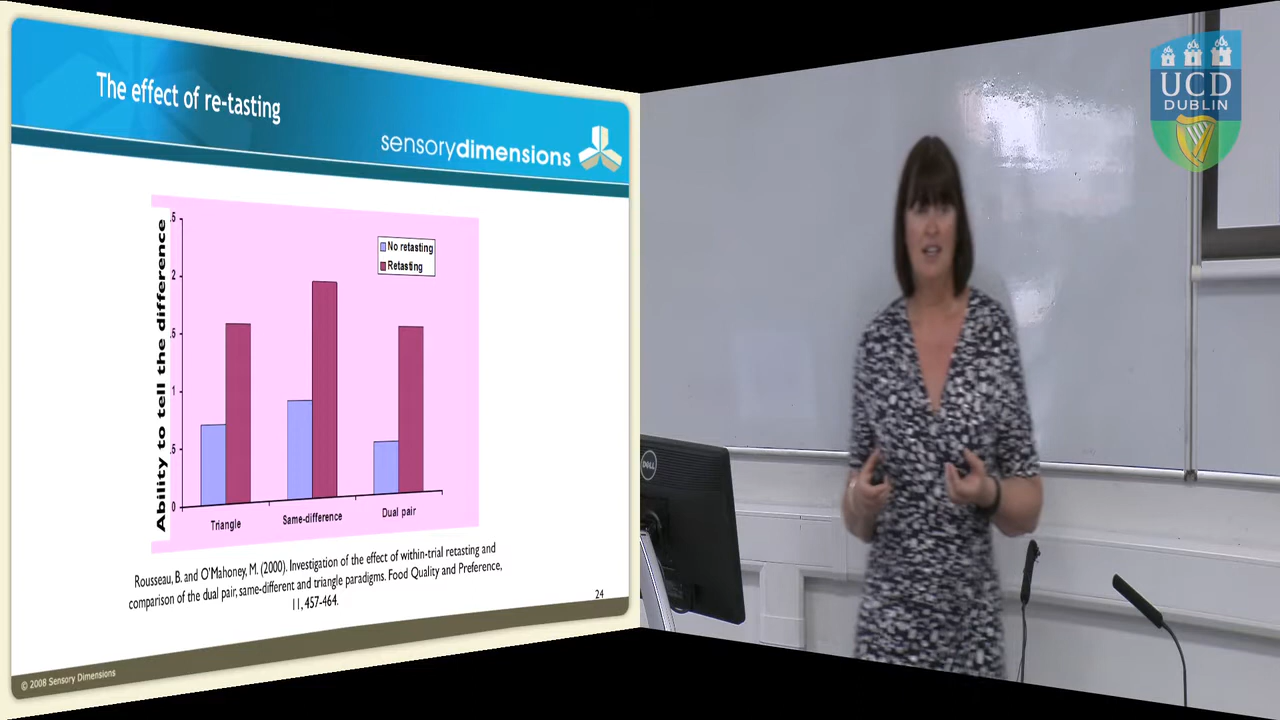 The effect of re-tasting
sensorydimensions
Ability to tell the difference
.5
2
.5
1
.5
0
No retasting
Retasting
Triangle
Same-difference
Dual pair
Rousseau, B. and O'Mahoney, M. (2000). Investigation of the effect of within-trial retasting and
comparison of the dual pair, same-different and triangle paradigms. Food Quality and Preference,
11, 457-464.
24
© 2008 Sensory Dimensions
UCD
DUBLIN
DELL